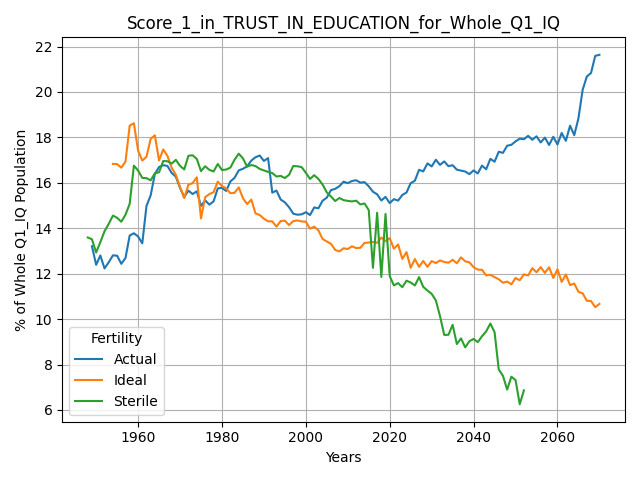 Score_1_in_TRUST_IN_EDUCATION_for_Whole_Q1_IQ
% of Whole Q1_IQ Population
22
20
18
16
14
12
10
8
6
Fertility
Actual
Ideal
Sterile
1960 1980 2000 2020 2040 2060
Years